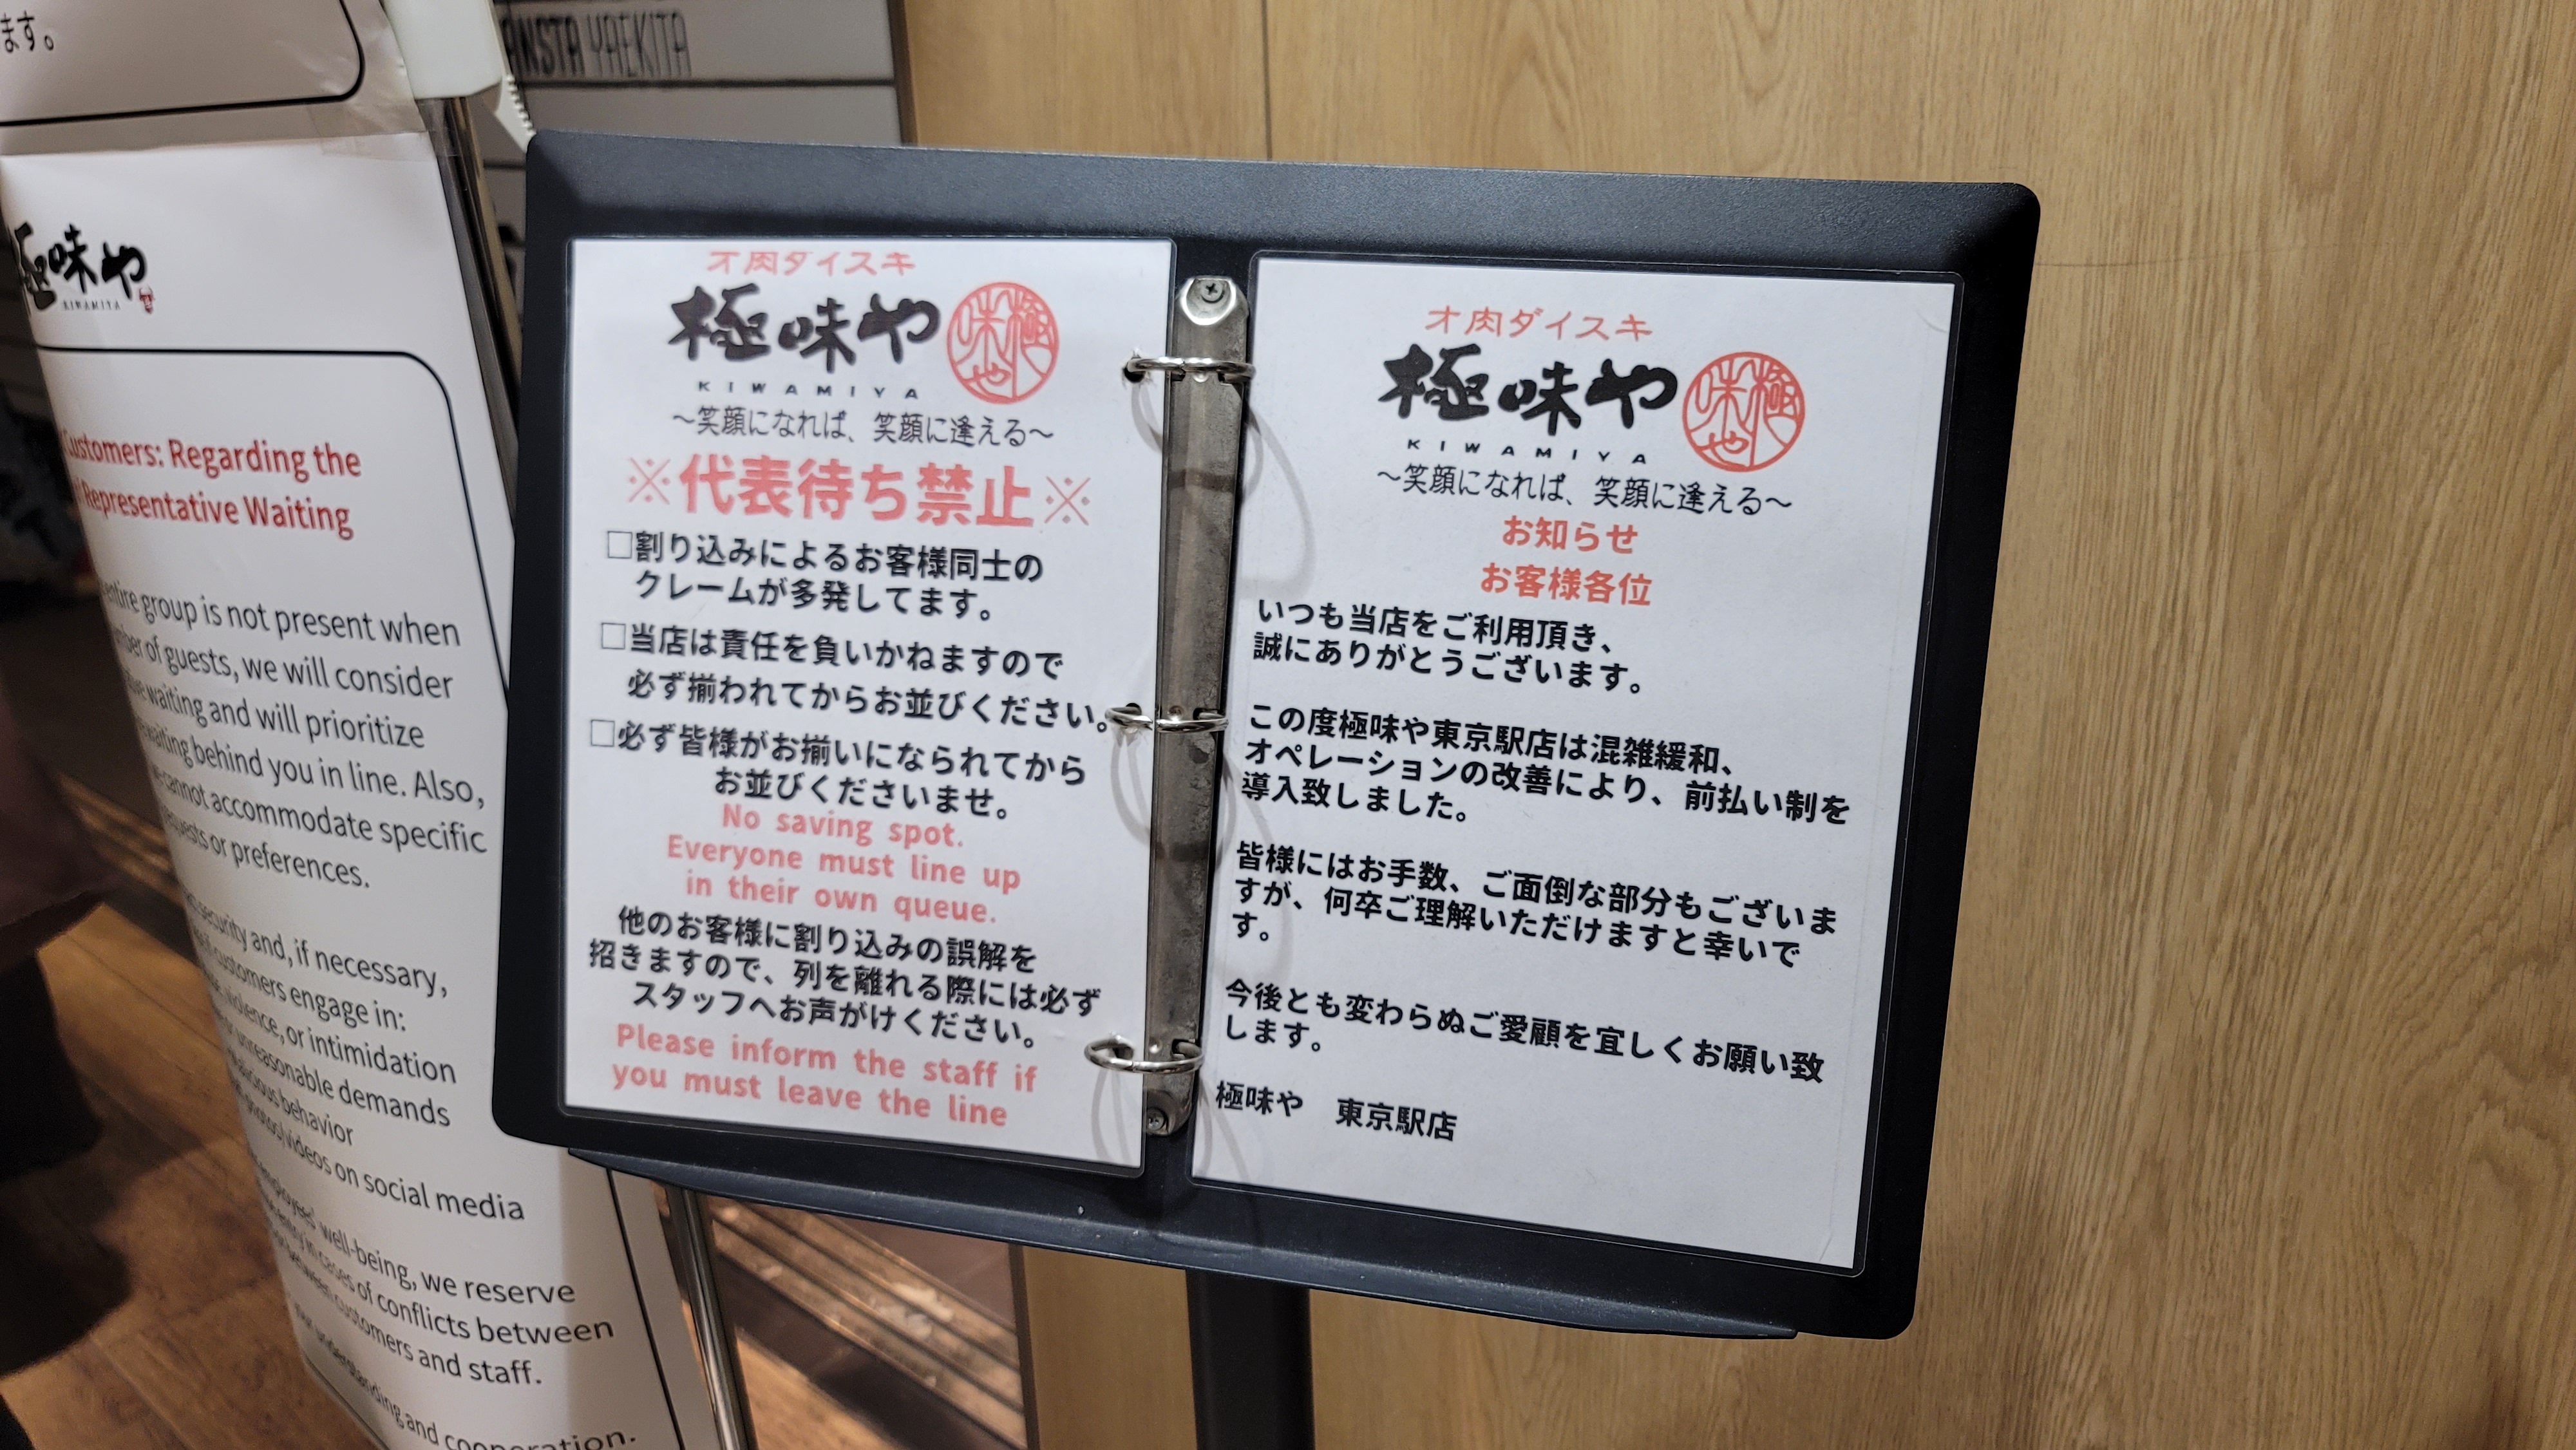 ます。
ANSTA YAEKITA
極味や
KIWAMIYA
Customers: Regarding the
Representative Waiting
entire group is not present when
of guests, we will consider
waiting and will prioritize
waiting behind you in line. Also,
cannot accommodate specific
requests or preferences.
security and, if necessary,
customers engage in:
violence, or intimidation
unreasonable demands
behavior
photos/videos on social media
employees' well-being, we reserve
in cases of conflicts between
between customers and staff.
understanding and cooperation.
オ肉ダイスキ
極味や
極味や
KIWAMIYA
～笑顔になれば、笑顔に逢える～
※代表待ち禁止※
□割り込みによるお客様同士の
クレームが多発してます。
□当店は責任を負いかねますので
必ず揃われてからお並びください。
□必ず皆様がお揃いになられてから
お並びくださいませ。
No saving spot.
Everyone must line up
in their own queue.
他のお客様に割り込みの誤解を
招きますので、列を離れる際には必ず
スタッフへお声がけください。
Please inform the staff if
you must leave the line
オ肉ダイスキ
極味や
極味や
KIWAMIYA
～笑顔になれば、笑顔に逢える～
お知らせ
お客様各位
いつも当店をご利用頂き、
誠にありがとうございます。
この度極味や東京駅店は混雑緩和、
オペレーションの改善により、前払い制を
導入致しました。
皆様にはお手数、ご面倒な部分もございま
すが、何卒ご理解いただけますと幸いで
す。
今後とも変わらぬご愛顧を宜しくお願い致
します。
極味や　東京駅店